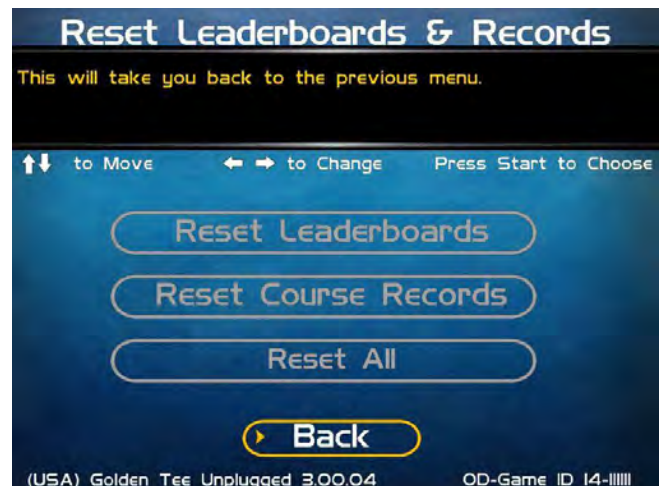 Reset Leaderboards & Records
This will take you back to the previous menu.
to Move to Change Press Start to Choose
Reset Leaderboards
Reset Course Records
Reset All
Back
(USA) Golden Tee Unplugged 3.00.04 OD-Game ID 14-111111